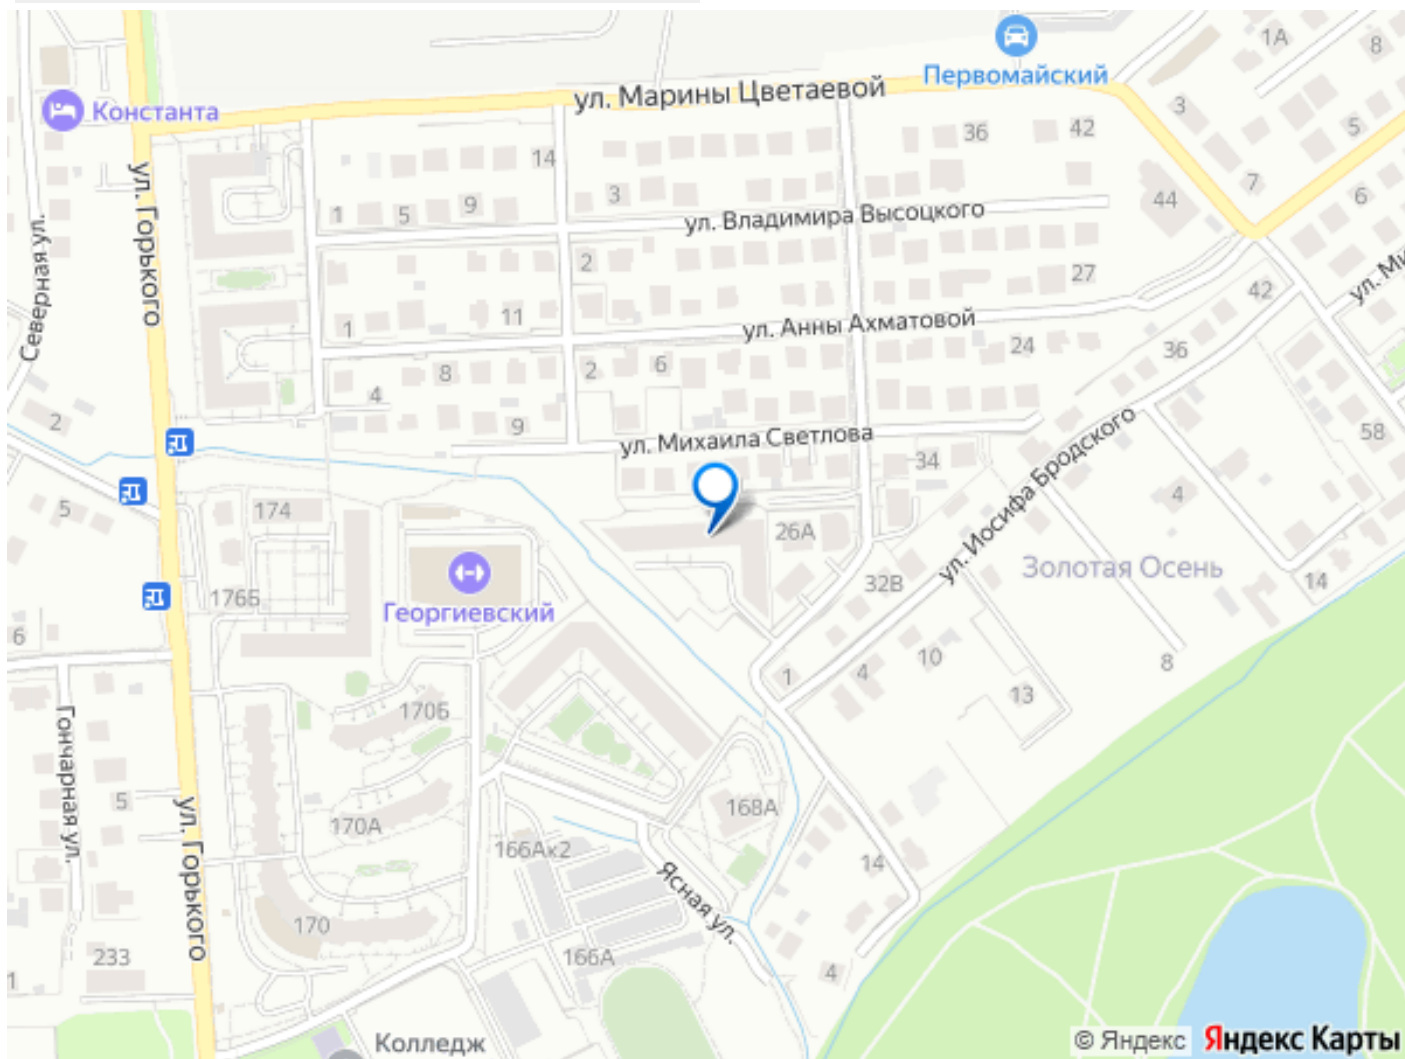 1А
8
Первомайский
ул. Марины Цветаевой
Константа
3
36
42
5
14
ул. Горького
7
3
9
5
1
44
6
ул. Владимира Высоцкого
Северная ул.
2
27
42
ул. Ми
11
1
ул. Анны Ахматовой
24
36
8
2
6
4
2
9
ул. Михаила Светлова
58
34
ул. Иосифа Бродского
4
5
174
26А
Золотая Осень
32В
14
176Б
Георгиевский
6
10
8
1
4
13
170Б
Гончарная ул.
5
ул. Горького
170А
168А
166Ак2
14
Ясная ул.
170
233
166А
4
1
Колледж
© Яндекс Яндекс Карты